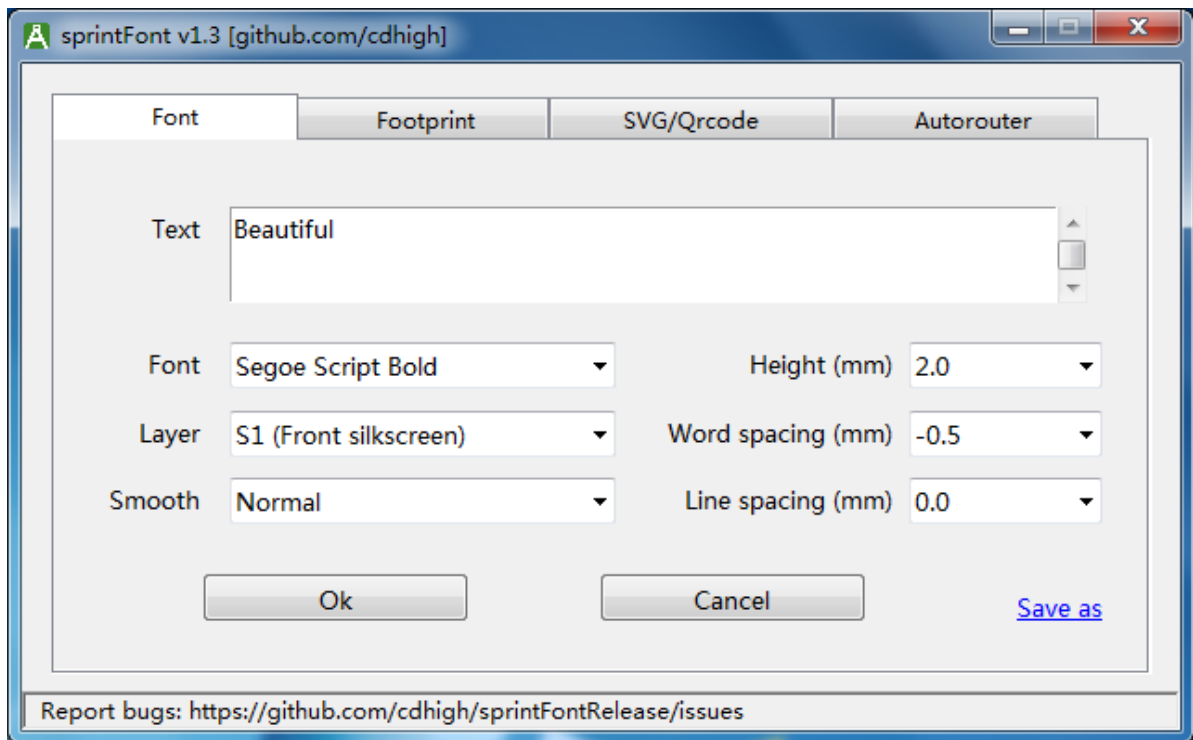 sprintFont v1.3 [github.com/cdhigh]
Font Footprint SVG/Qrcode Autorouter
Text Beautiful
Font Segoe Script Bold Height (mm) 2.0
Layer S1 (Front silkscreen) Word spacing (mm) -0.5
Smooth Normal Line spacing (mm) 0.0
Ok Cancel Save as
Report bugs: https://github.com/cdhigh/sprintFontRelease/issues